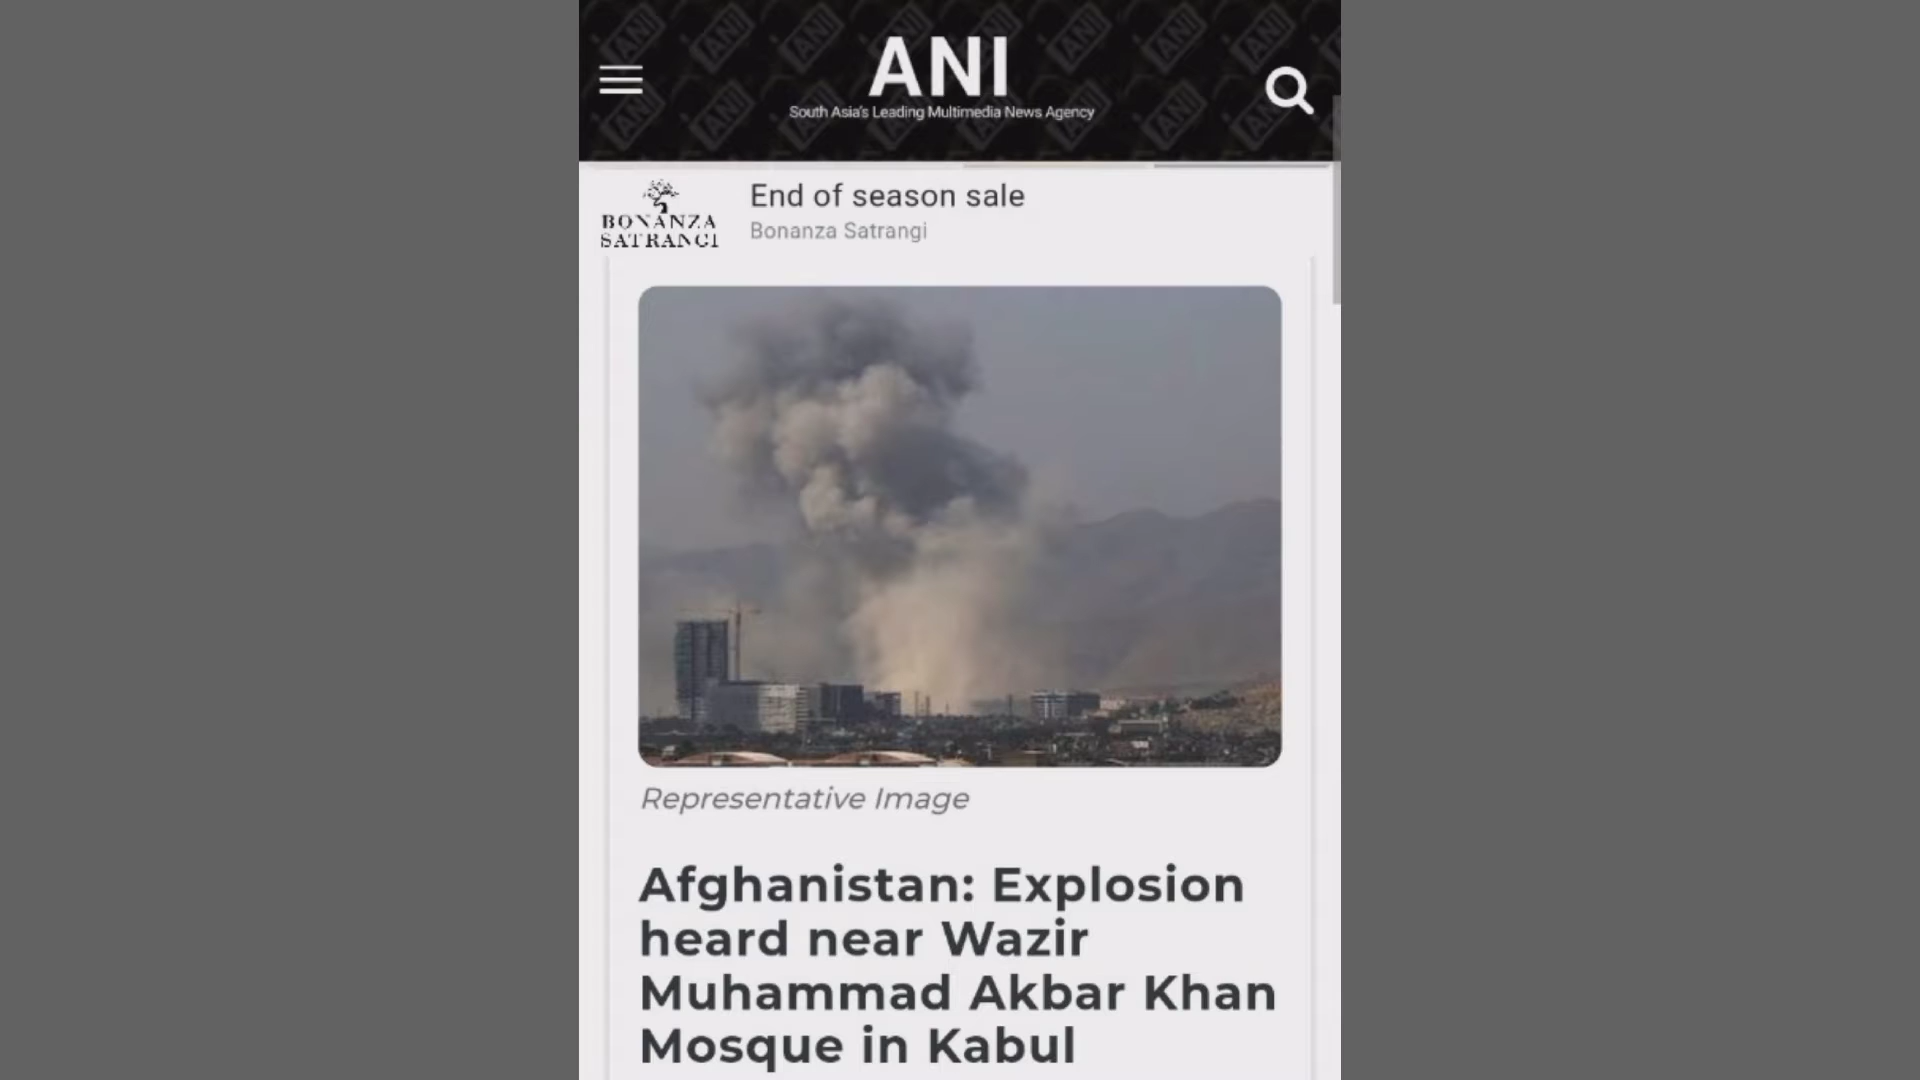 ANI
South Asia's Leading Multimedia News Agency
BONANZA
SATRANGI
End of season sale
Bonanza Satrangi
Representative Image
Afghanistan: Explosion
heard near Wazir
Muhammad Akbar Khan
Mosque in Kabul